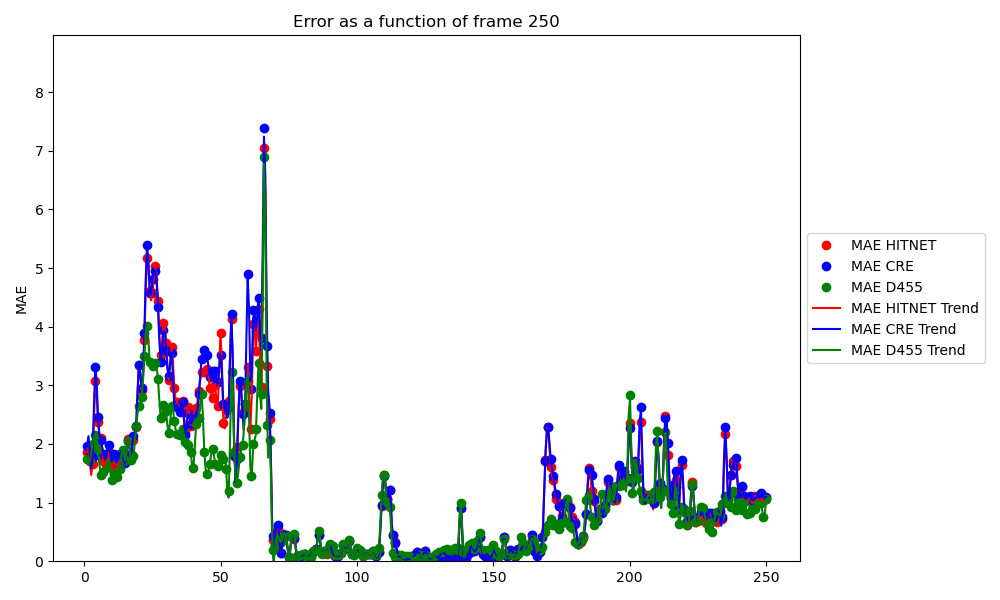 Error as a function of frame 250
MAE
8
7
6
5
4
3
2
1
0
0 50 100 150 200 250
MAE HITNET
MAE CRE
MAE D455
MAE HITNET Trend
MAE CRE Trend
MAE D455 Trend